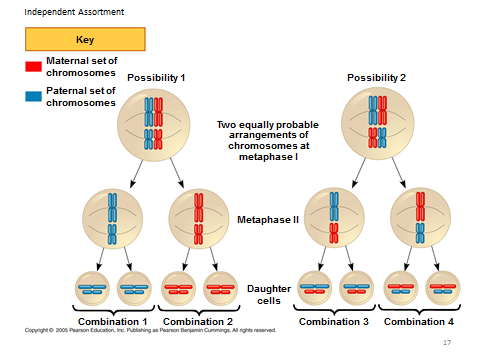 Independent Assortment
Key
Maternal set of
chromosomes
Paternal set of
chromosomes
Possibility 1
Possibility 2
Two equally probable
arrangements of
chromosomes at
metaphase I
Metaphase II
Daughter
cells
Combination 1
Combination 2
Combination 3
Combination 4
Copyright © 2005 Pearson Education, Inc. Publishing as Pearson Benjamin Cummings. All rights reserved.
17